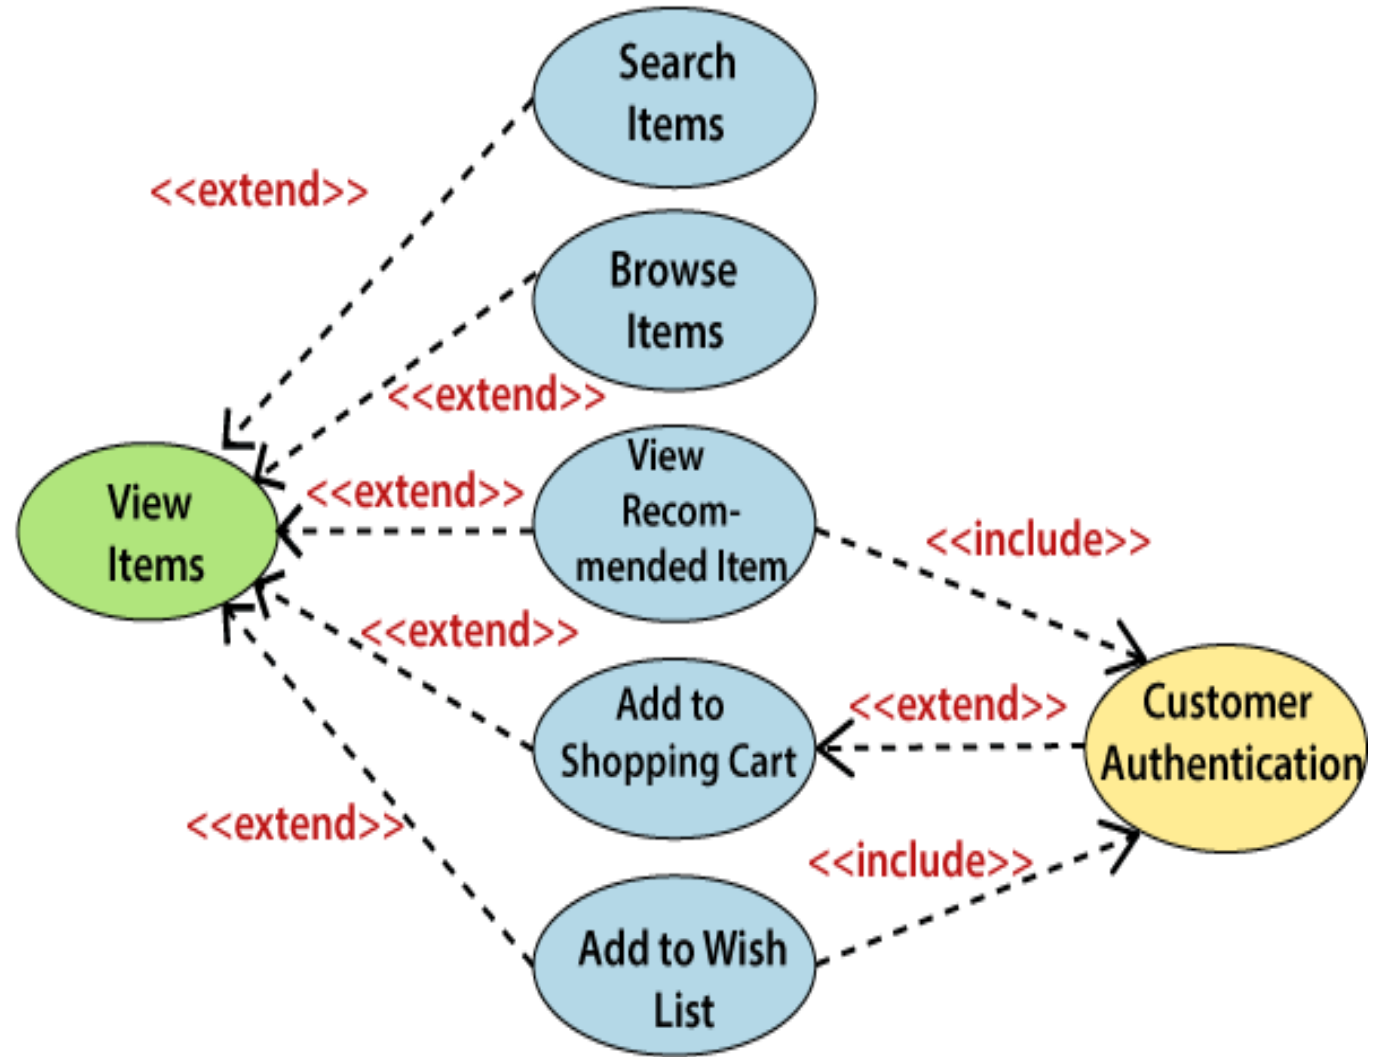 Search
Items
<<extend>>
Browse
Items
<<extend>>
View
Recom-
mended Item
<<extend>>
<<include>>
View
Items
<<extend>>
Add to
Shopping Cart
<<extend>>
Customer
Authentication
<<extend>>
<<include>>
Add to Wish
List